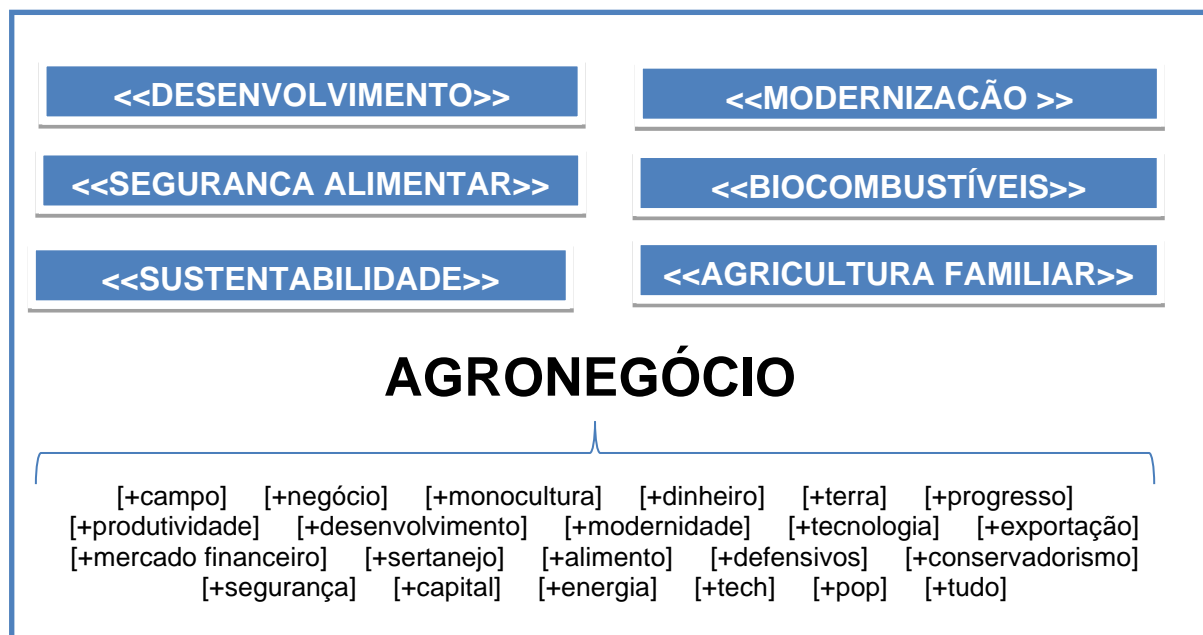 <<DESENVOLVIMENTO>>
<<MODERNIZACÃO >>
<<SEGURANCA ALIMENTAR>>
<<BIOCOMBUSTÍVEIS>>
<<SUSTENTABILIDADE>>
<<AGRICULTURA FAMILIAR>>
AGRONEGÓCIO
[+campo] [+negócio] [+monocultura] [+dinheiro] [+terra] [+progresso]
[+produtividade] [+desenvolvimento] [+modernidade] [+tecnologia] [+exportação]
[+mercado financeiro] [+sertanejo] [+alimento] [+defensivos] [+conservadorismo]
[+segurança] [+capital] [+energia] [+tech] [+pop] [+tudo]